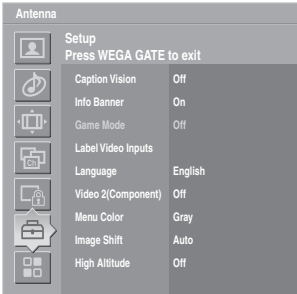 Antenna
Setup
Press WEGA GATE to exit
Caption Vision Off
Info Banner On
Game Mode Off
Label Video Inputs
Language English
Video 2(Component) Off
Menu Color Gray
Image Shift Auto
High Altitude Off
Ch